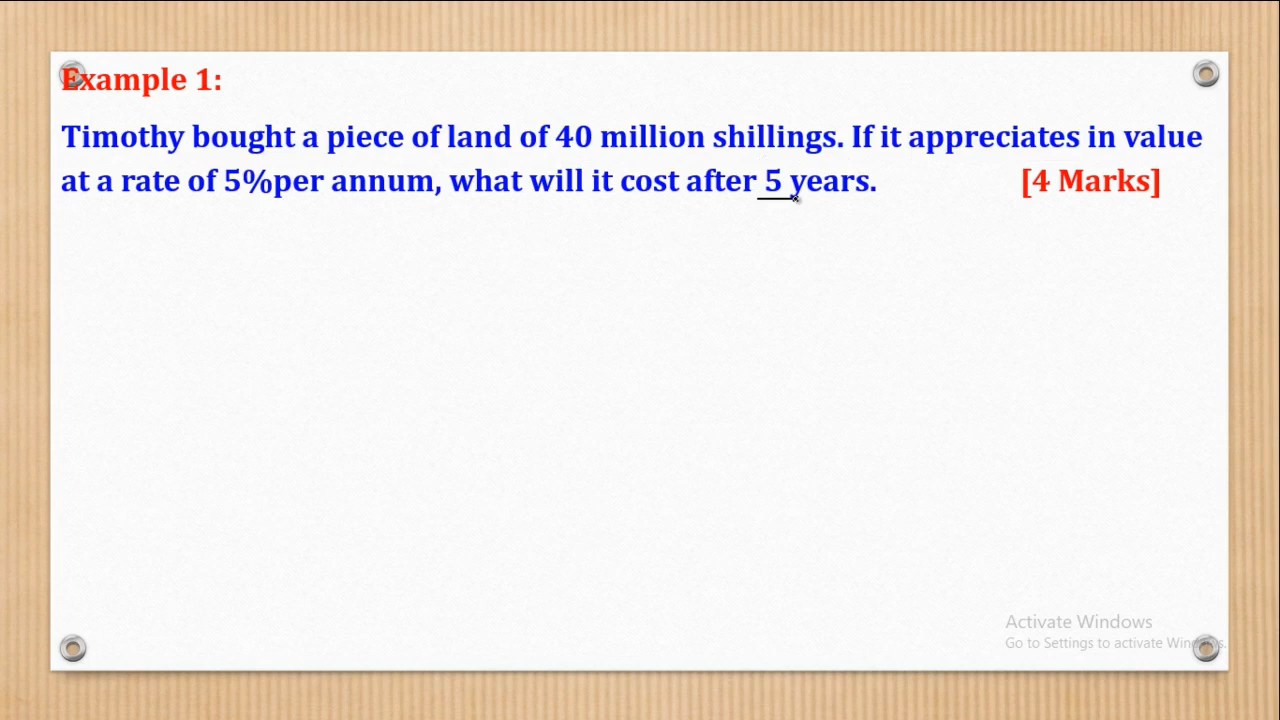 Example 1:
Timothy bought a piece of land of 40 million shillings. If it appreciates in value
at a rate of 5%per annum, what will it cost after 5 years. [4 Marks]
Activate Windows
Go to Settings to activate Windows.